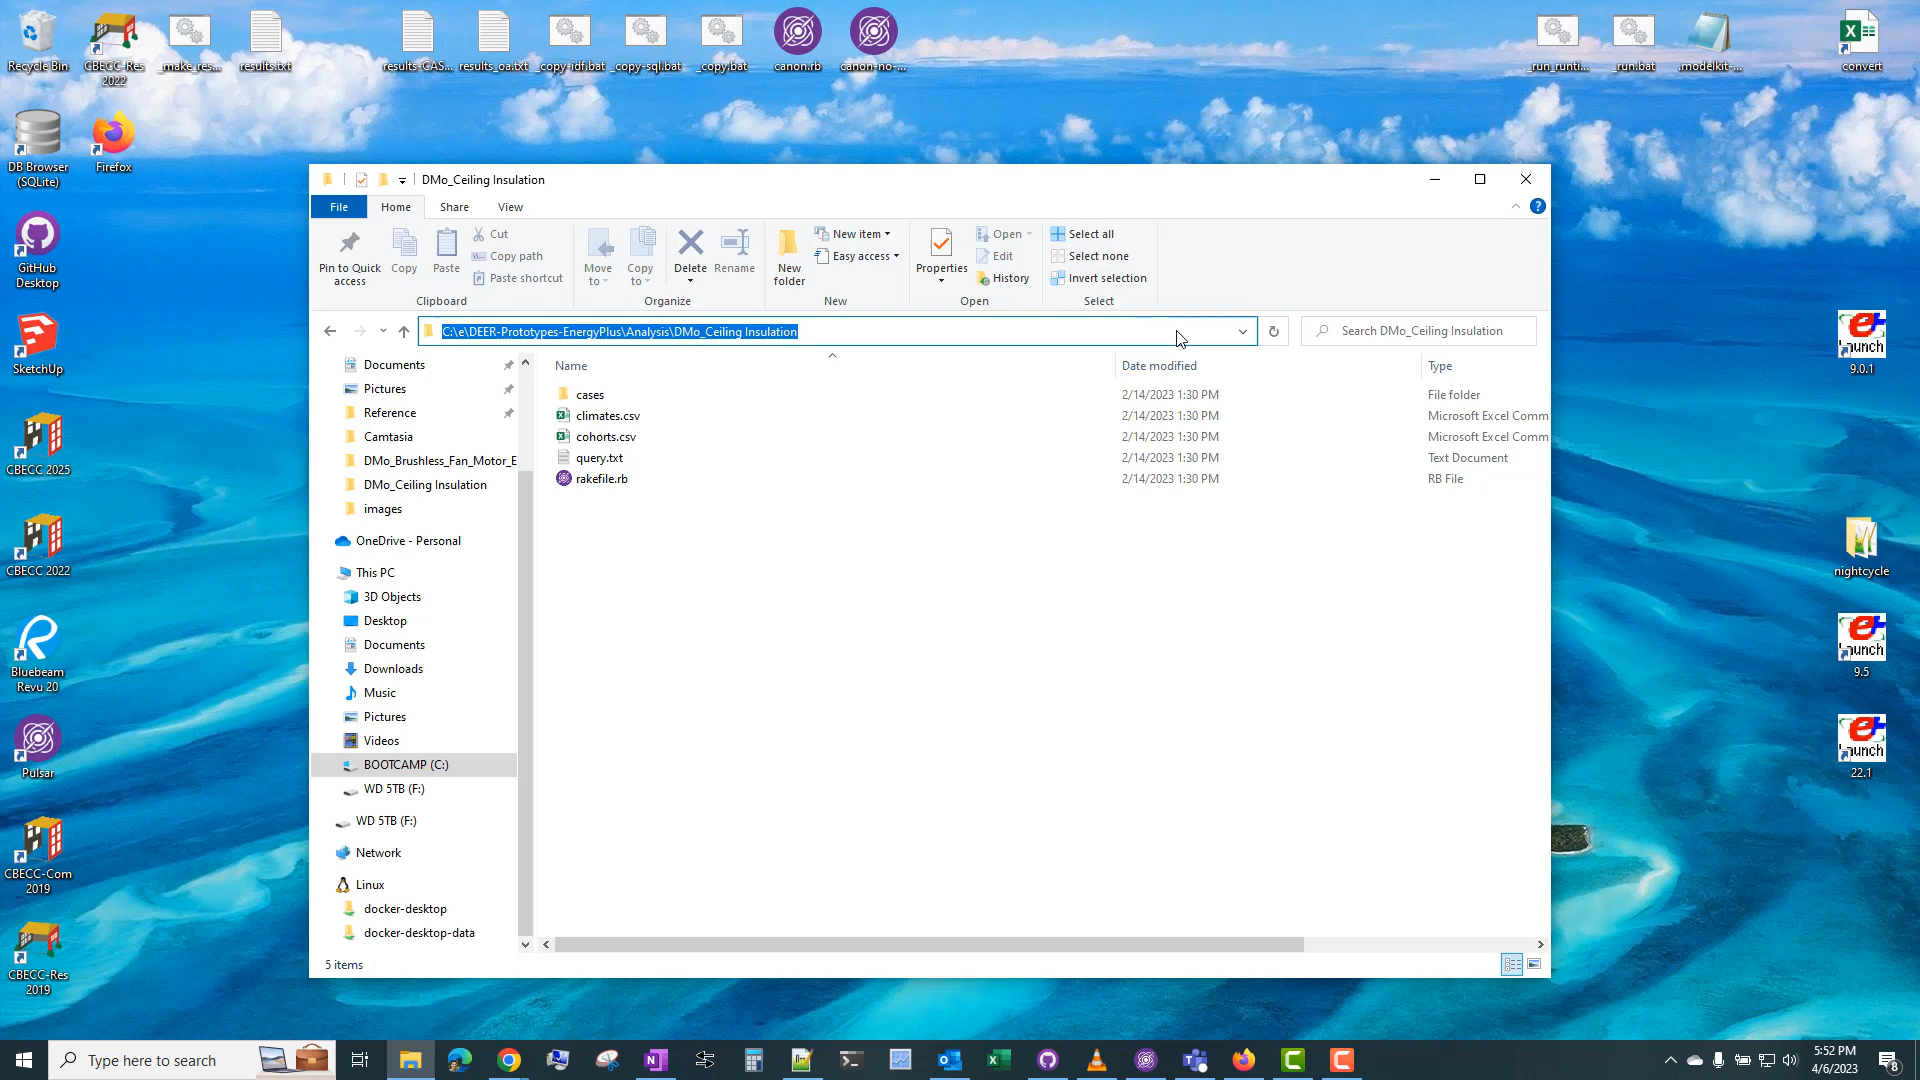 Recycle Bin
CBECC-Res
2022
_make_res...
results.txt
results-CAS...
results_oa.txt
_copy-idf.bat
_copy-sql.bat
_copy.bat
canon.rb
canon-no-...
_run_runti...
_run.bat
.modelkit-...
convert
DB Browser
(SQLite)
Firefox
GitHub
Desktop
SketchUp
CBECC 2025
CBECC 2022
Bluebeam
Revu 20
Pulsar
CBECC-Com
2019
CBECC-Res
2019
DMo_Ceiling Insulation
File
Home
Share
View
Pin to Quick
access
Copy
Paste
Cut
Copy path
Paste shortcut
Clipboard
Move
to
Copy
to
Delete
Rename
Organize
New
folder
New item
Easy access
New
Properties
Open
Edit
History
Open
Select all
Select none
Invert selection
Select
C:\e\DEER-Prototypes-EnergyPlus\Analysis\DMo_Ceiling Insulation
Search DMo_Ceiling Insulation
Documents
Pictures
Reference
Camtasia
DMo_Brushless_Fan_Motor_E
DMo_Ceiling Insulation
images
OneDrive - Personal
This PC
3D Objects
Desktop
Documents
Downloads
Music
Pictures
Videos
BOOTCAMP (C:)
WD 5TB (F:)
WD 5TB (F:)
Network
Linux
docker-desktop
docker-desktop-data
Name Date modified Type
cases 2/14/2023 1:30 PM File folder
climates.csv 2/14/2023 1:30 PM Microsoft Excel Comm
cohorts.csv 2/14/2023 1:30 PM Microsoft Excel Comm
query.txt 2/14/2023 1:30 PM Text Document
rakefile.rb 2/14/2023 1:30 PM RB File
5 items
e+
Launch
9.0.1
nightcycle
e+
Launch
9.5
e+
Launch
22.1
Type here to search
5:52 PM
4/6/2023
8